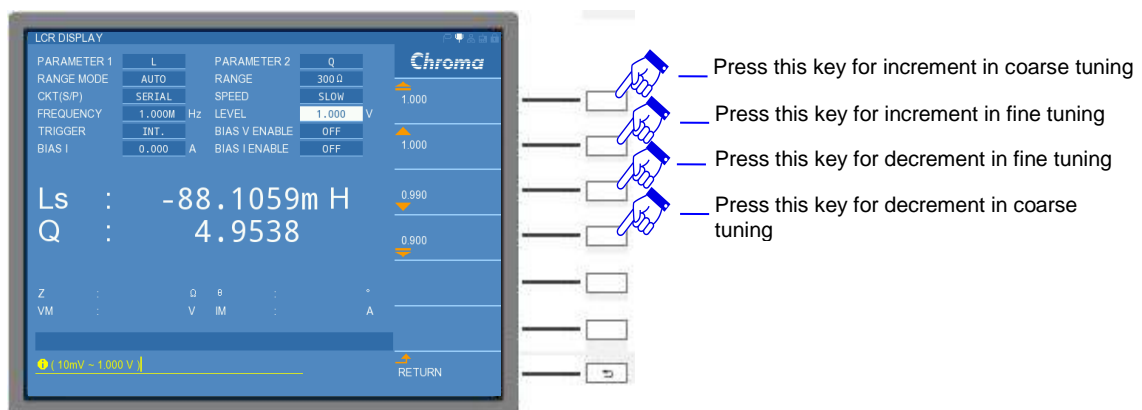 LCR DISPLAY
Chroma
PARAMETER 1 L PARAMETER 2 Q
RANGE MODE AUTO RANGE 300 Ω
CKT(S/P) SERIAL SPEED SLOW
FREQUENCY 1.000M Hz LEVEL 1.000 V
TRIGGER INT. BIAS V ENABLE OFF
BIAS I 0.000 A BIAS I ENABLE OFF
Ls : -88.1059m H
Q : 4.9538
Z : Ω θ : °
VM : V IM : A
( 10mV ~ 1.000 V )
1.000
1.000
0.990
0.900
RETURN
Press this key for increment in coarse tuning
Press this key for increment in fine tuning
Press this key for decrement in fine tuning
Press this key for decrement in coarse
tuning